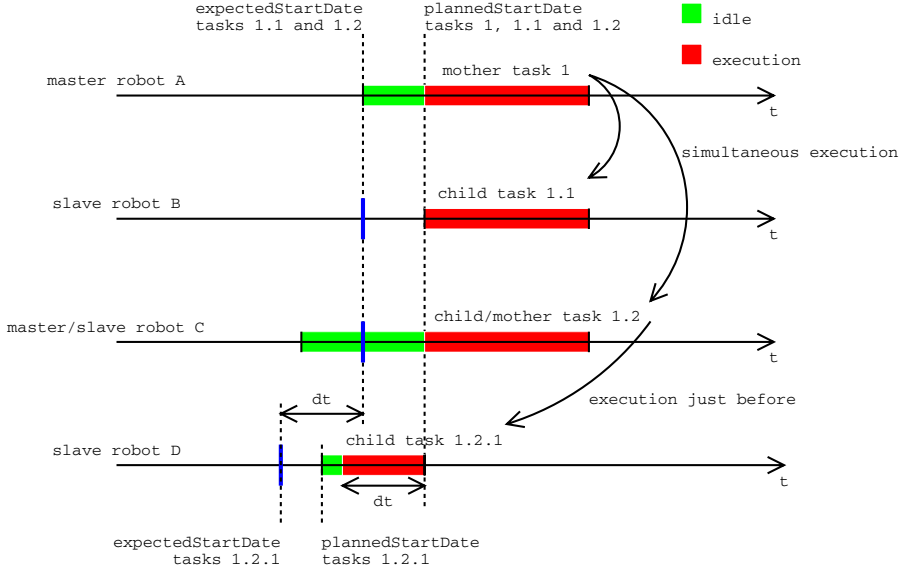 expectedStartDate
tasks 1.1 and 1.2
plannedStartDate
tasks 1, 1.1 and 1.2
idle
execution
master robot A
mother task 1
t
simultaneous execution
slave robot B
child task 1.1
t
master/slave robot C
child/mother task 1.2
t
dt
execution just before
slave robot D
child task 1.2.1
t
dt
expectedStartDate
tasks 1.2.1
plannedStartDate
tasks 1.2.1